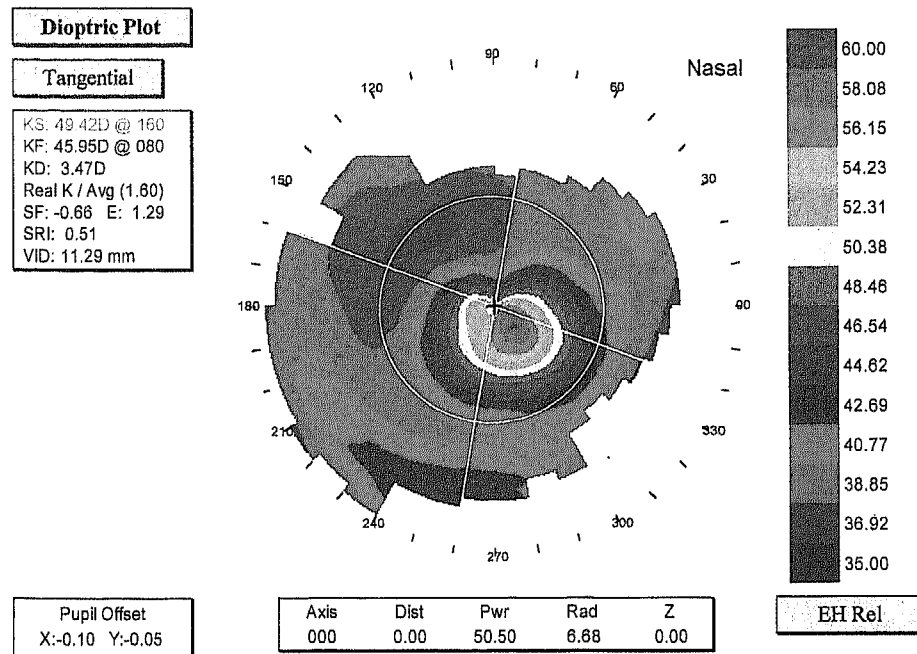 Dioptric Plot
Tangential
KS: 49.42D @ 160
KF: 45.95D @ 080
KD: 3.47D
Real K / Avg (1.60)
SF: -0.66 E: 1.29
SRI: 0.51
VID: 11.29 mm
Nasal
90
120
60
150
30
180
90
210
330
240
300
270
60.00
58.08
56.15
54.23
52.31
50.38
48.46
46.54
44.62
42.69
40.77
38.85
36.92
35.00
Pupil Offset
X:-0.10 Y:-0.05
Axis Dist Pwr Rad Z
000 0.00 50.50 6.68 0.00
EH Rel